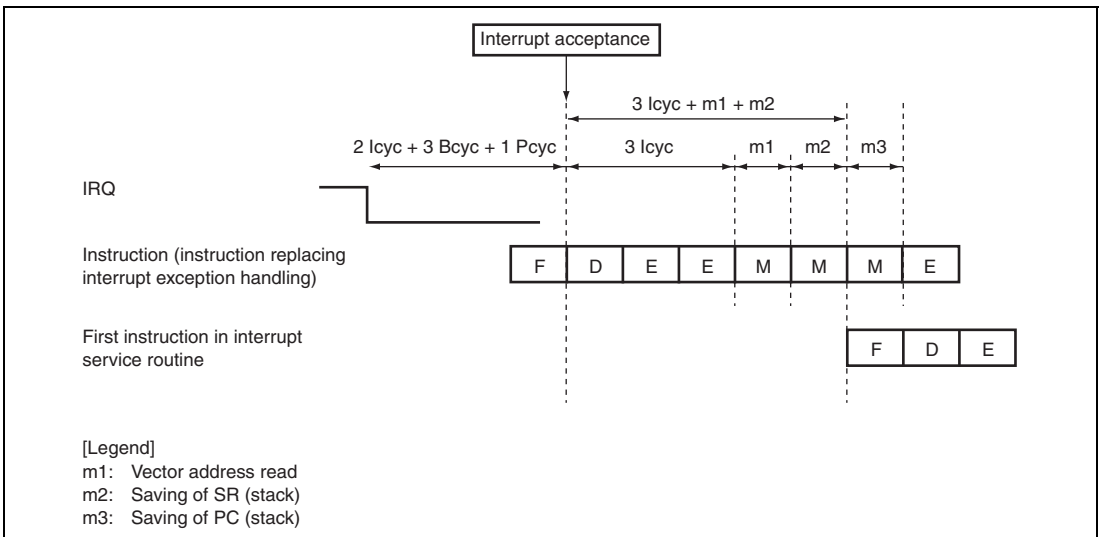 Interrupt acceptance
3 Icyc + m1 + m2
2 Icyc + 3 Bcyc + 1 Pcyc 3 Icyc m1 m2 m3
IRQ
Instruction (instruction replacing
interrupt exception handling)
F D E E M M M E
First instruction in interrupt
service routine
F D E
[Legend]
m1: Vector address read
m2: Saving of SR (stack)
m3: Saving of PC (stack)